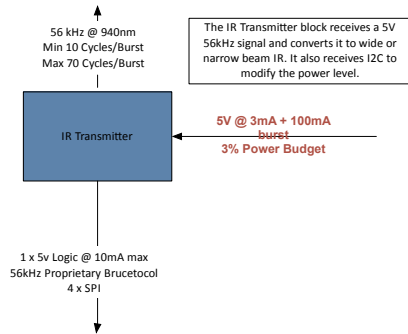 56 kHz @ 940nm
Min 10 Cycles/Burst
Max 70 Cycles/Burst
The IR Transmitter block receives a 5V
56kHz signal and converts it to wide or
narrow beam IR. It also receives I2C to
modify the power level.
IR Transmitter
5V @ 3mA + 100mA
burst
3% Power Budget
1 x 5v Logic @ 10mA max
56kHz Proprietary Brucetocol
4 x SPI